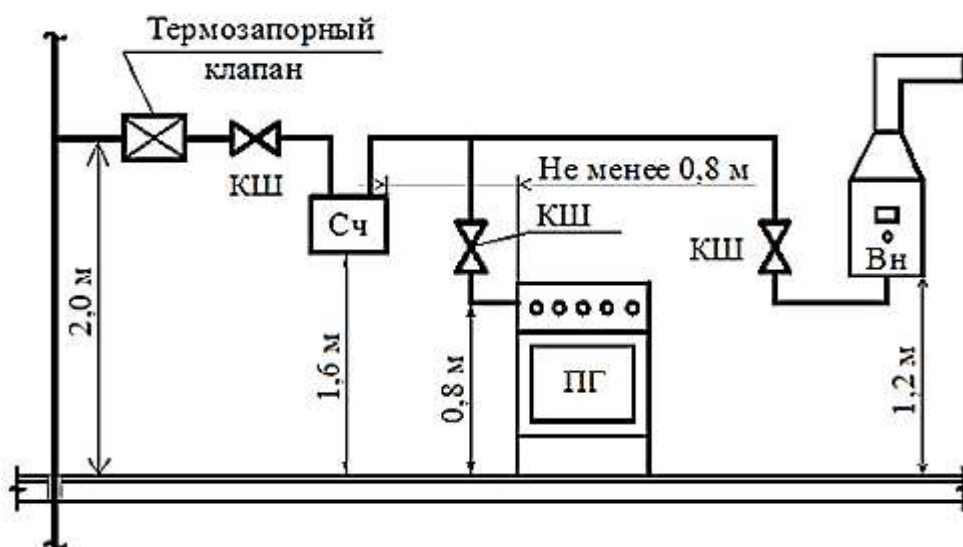 Термозапорный
клапан
КШ
Сч
Не менее 0,8 м
КШ
КШ
Вн
2,0 м
1,6 м
0,8 м
ПГ
1,2 м